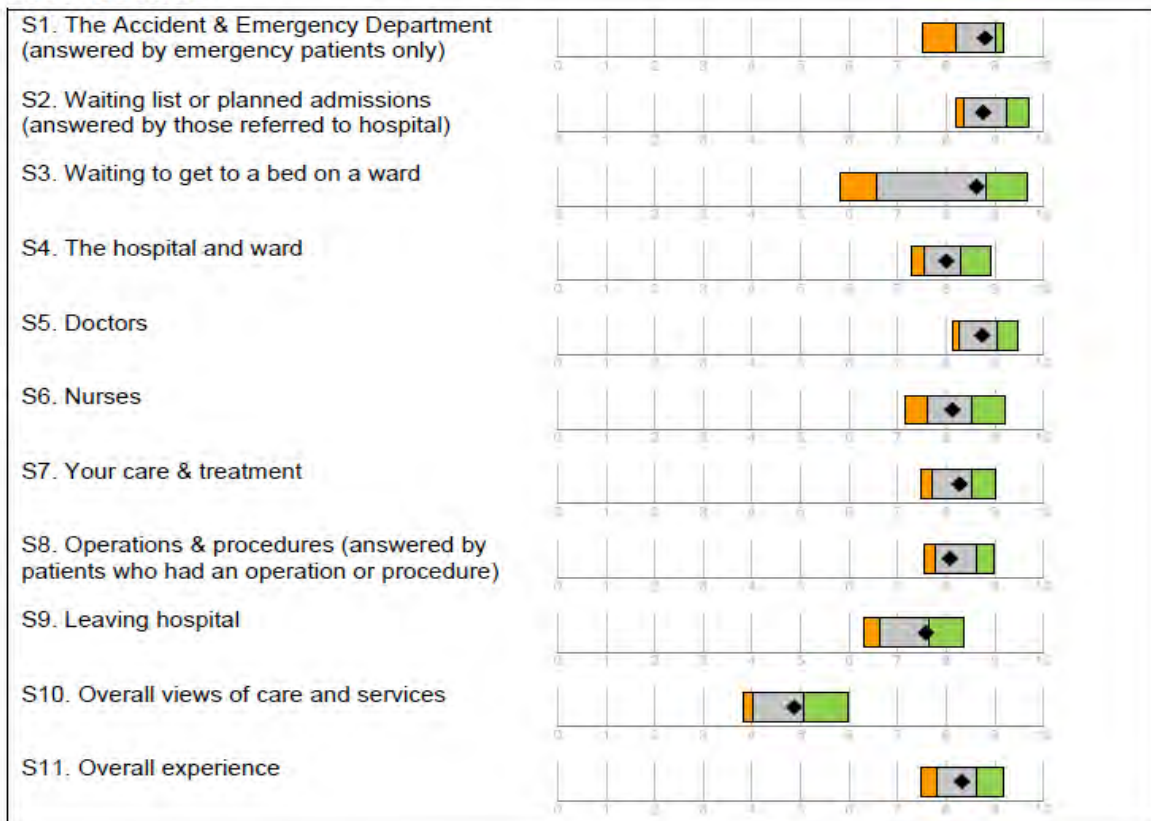 S1. The Accident & Emergency Department
(answered by emergency patients only)
S2. Waiting list or planned admissions
(answered by those referred to hospital)
S3. Waiting to get to a bed on a ward
S4. The hospital and ward
S5. Doctors
S6. Nurses
S7. Your care & treatment
S8. Operations & procedures (answered by
patients who had an operation or procedure)
S9. Leaving hospital
S10. Overall views of care and services
S11. Overall experience